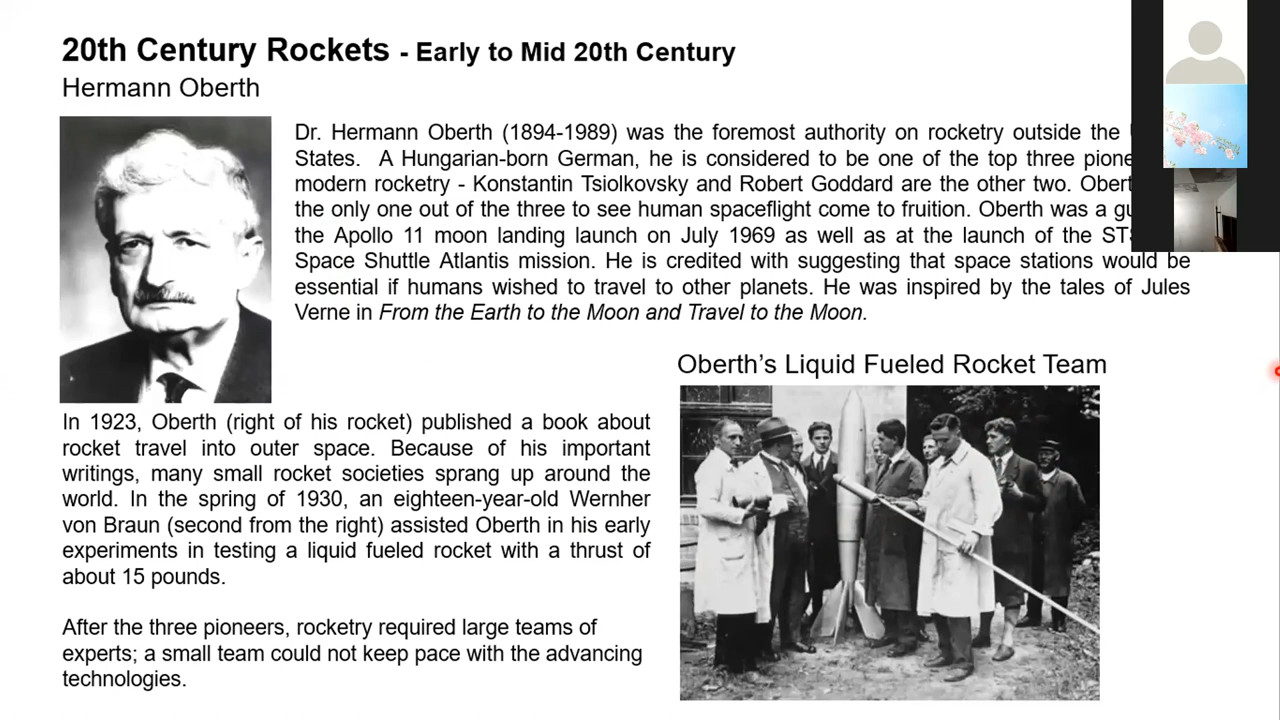 20th Century Rockets - Early to Mid 20th Century
Hermann Oberth
Dr. Hermann Oberth (1894-1989) was the foremost authority on rocketry outside the
States. A Hungarian-born German, he is considered to be one of the top three
modern rocketry - Konstantin Tsiolkovsky and Robert Goddard are the other two.
the only one out of the three to see human spaceflight come to fruition. Oberth was a
the Apollo 11 moon landing launch on July 1969 as well as at the launch of the
Space Shuttle Atlantis mission. He is credited with suggesting that space stations would be
essential if humans wished to travel to other planets. He was inspired by the tales of Jules
Verne in From the Earth to the Moon and Travel to the Moon.
Oberth's Liquid Fueled Rocket Team
In 1923, Oberth (right of his rocket) published a book about
rocket travel into outer space. Because of his important
writings, many small rocket societies sprang up around the
world. In the spring of 1930, an eighteen-year-old Wernher
von Braun (second from the right) assisted Oberth in his early
experiments in testing a liquid fueled rocket with a thrust of
about 15 pounds.
After the three pioneers, rocketry required large teams of
experts; a small team could not keep pace with the advancing
technologies.